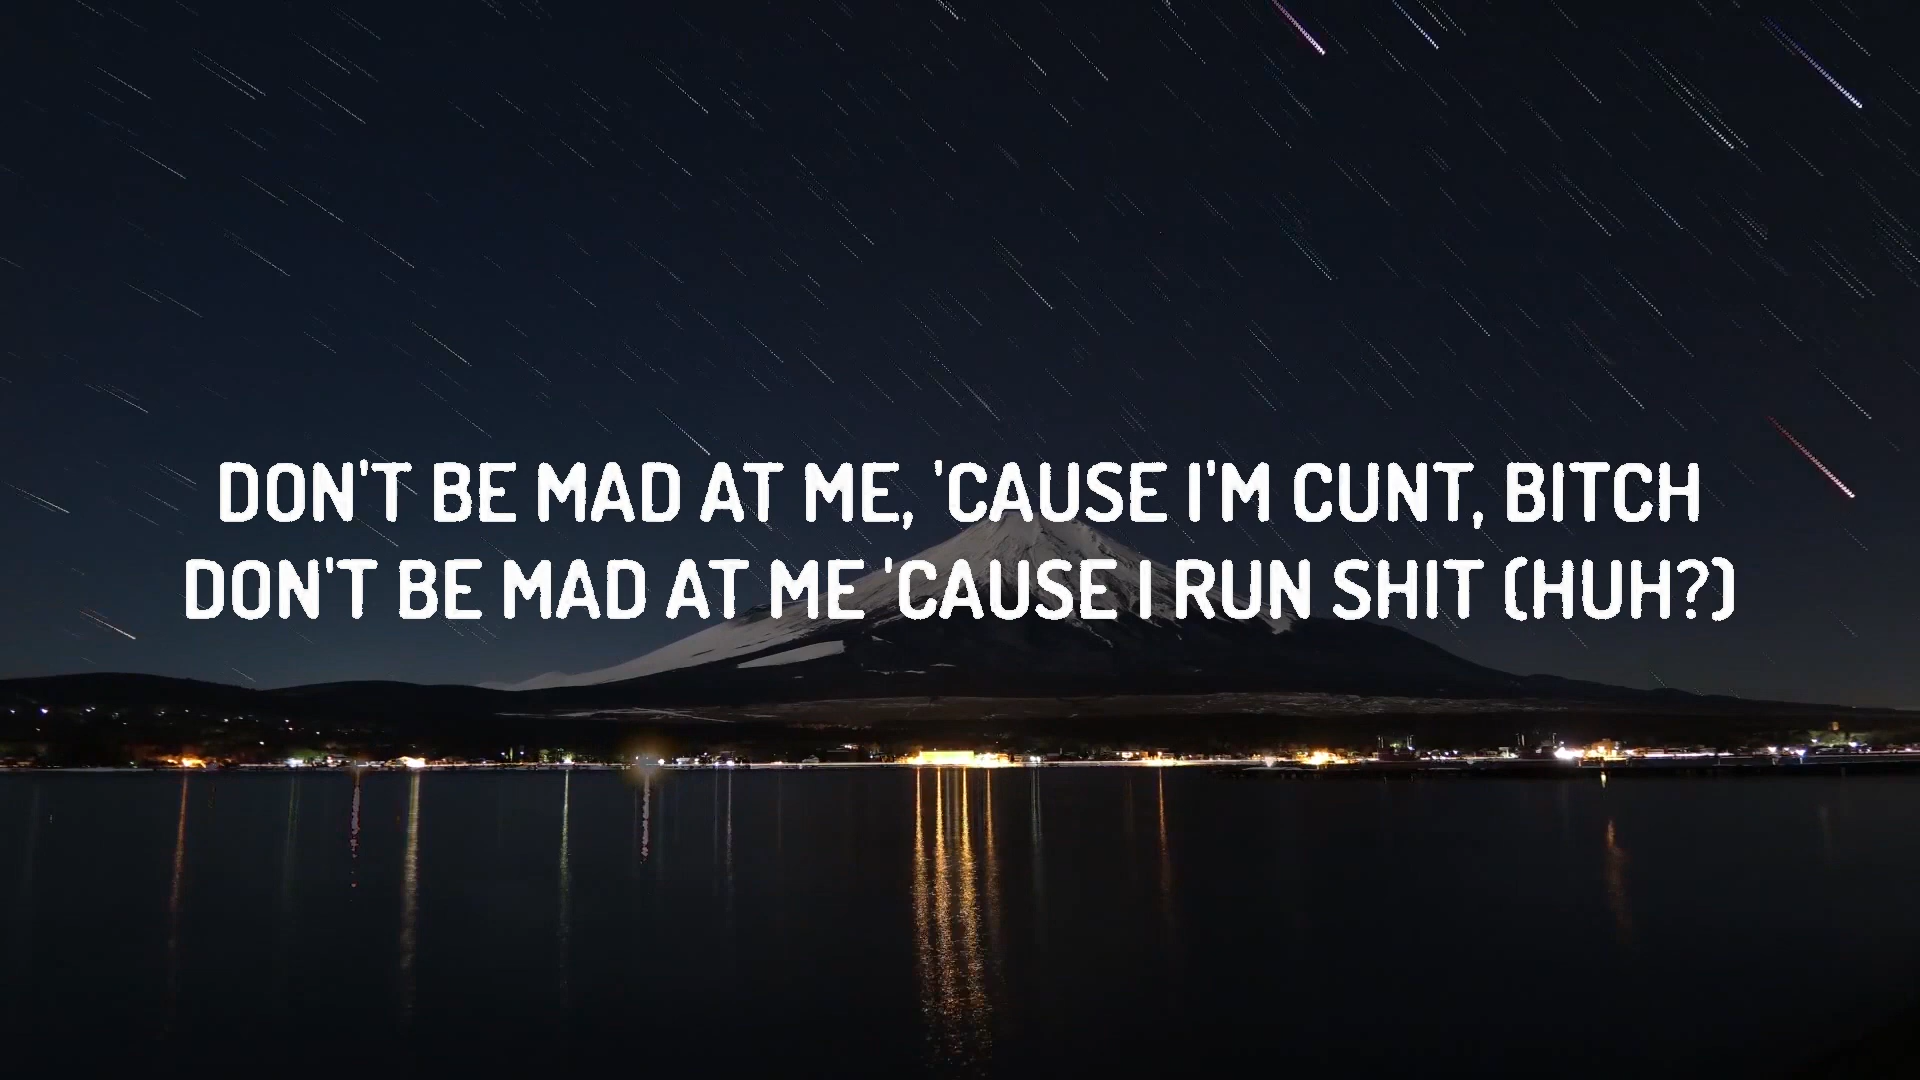 DON'T BE MAD AT ME, 'CAUSE I'M CUNT, BITCH
DON'T BE MAD AT ME 'CAUSE I RUN SHIT (HUH?)